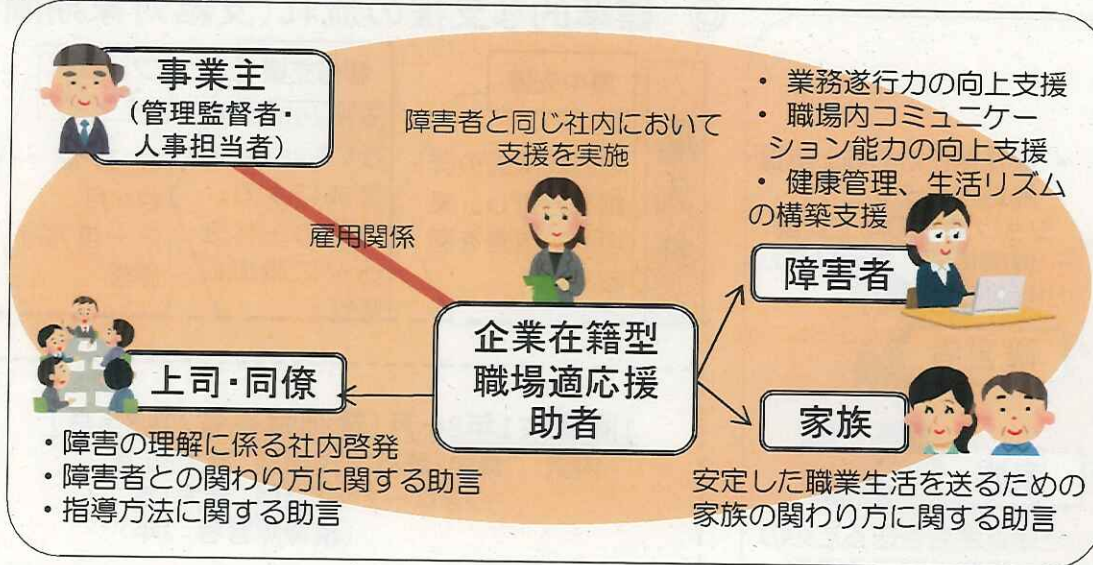 事業主
(管理監督者・
人事担当者)
障害者と同じ社内において
支援を実施
・ 業務遂行力の向上支援
・ 職場内コミュニケー
ション能力の向上支援
・ 健康管理、生活リズム
の構築支援
雇用関係
障害者
企業在籍型
職場適応援
助者
上司・同僚
・障害の理解に係る社内啓発
・障害者との関わり方に関する助言
・指導方法に関する助言
家族
安定した職業生活を送るための
家族の関わり方に関する助言